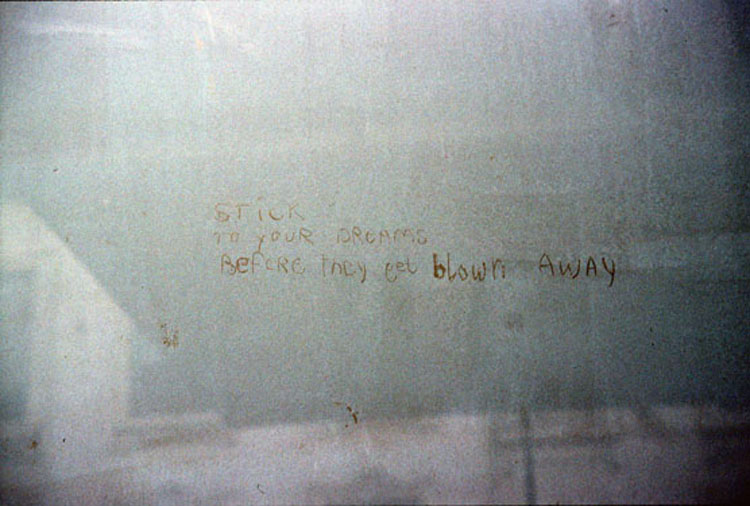 STiCK
TO YOUR DREAMS
BEFORE THEY GET blown AWAY